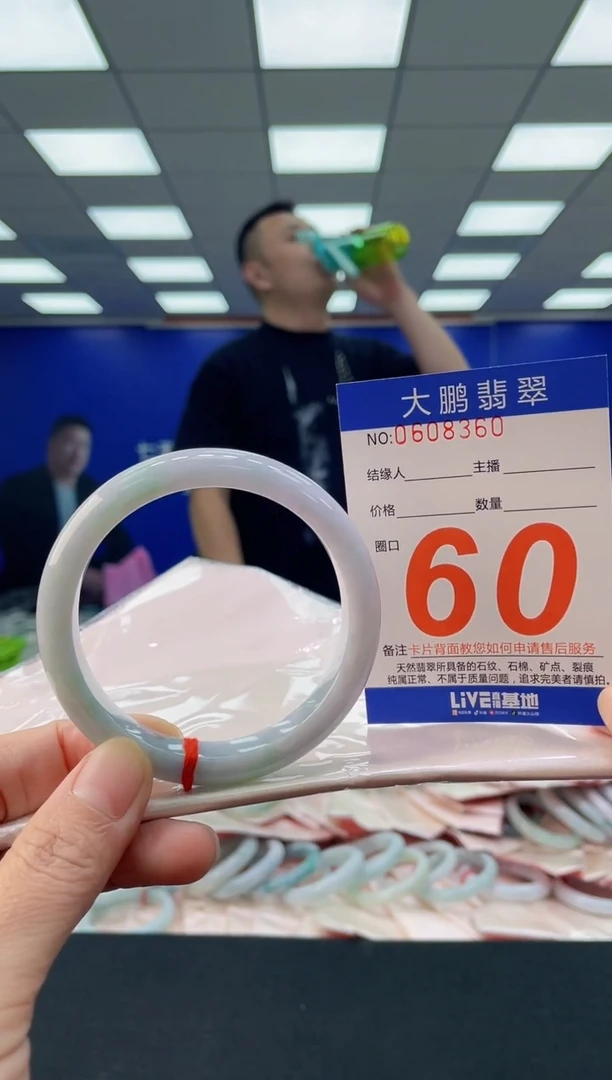 大鹏翡翠
NO:0608360
结缘人 主播
价格 数量
圈口
60
备注 卡片背面教您如何申请售后服务
天然翡翠所具备的石纹、石棉、矿点、裂痕
纯属正常、不属于质量问题，追求完美者请慎拍。
LiVE 基地